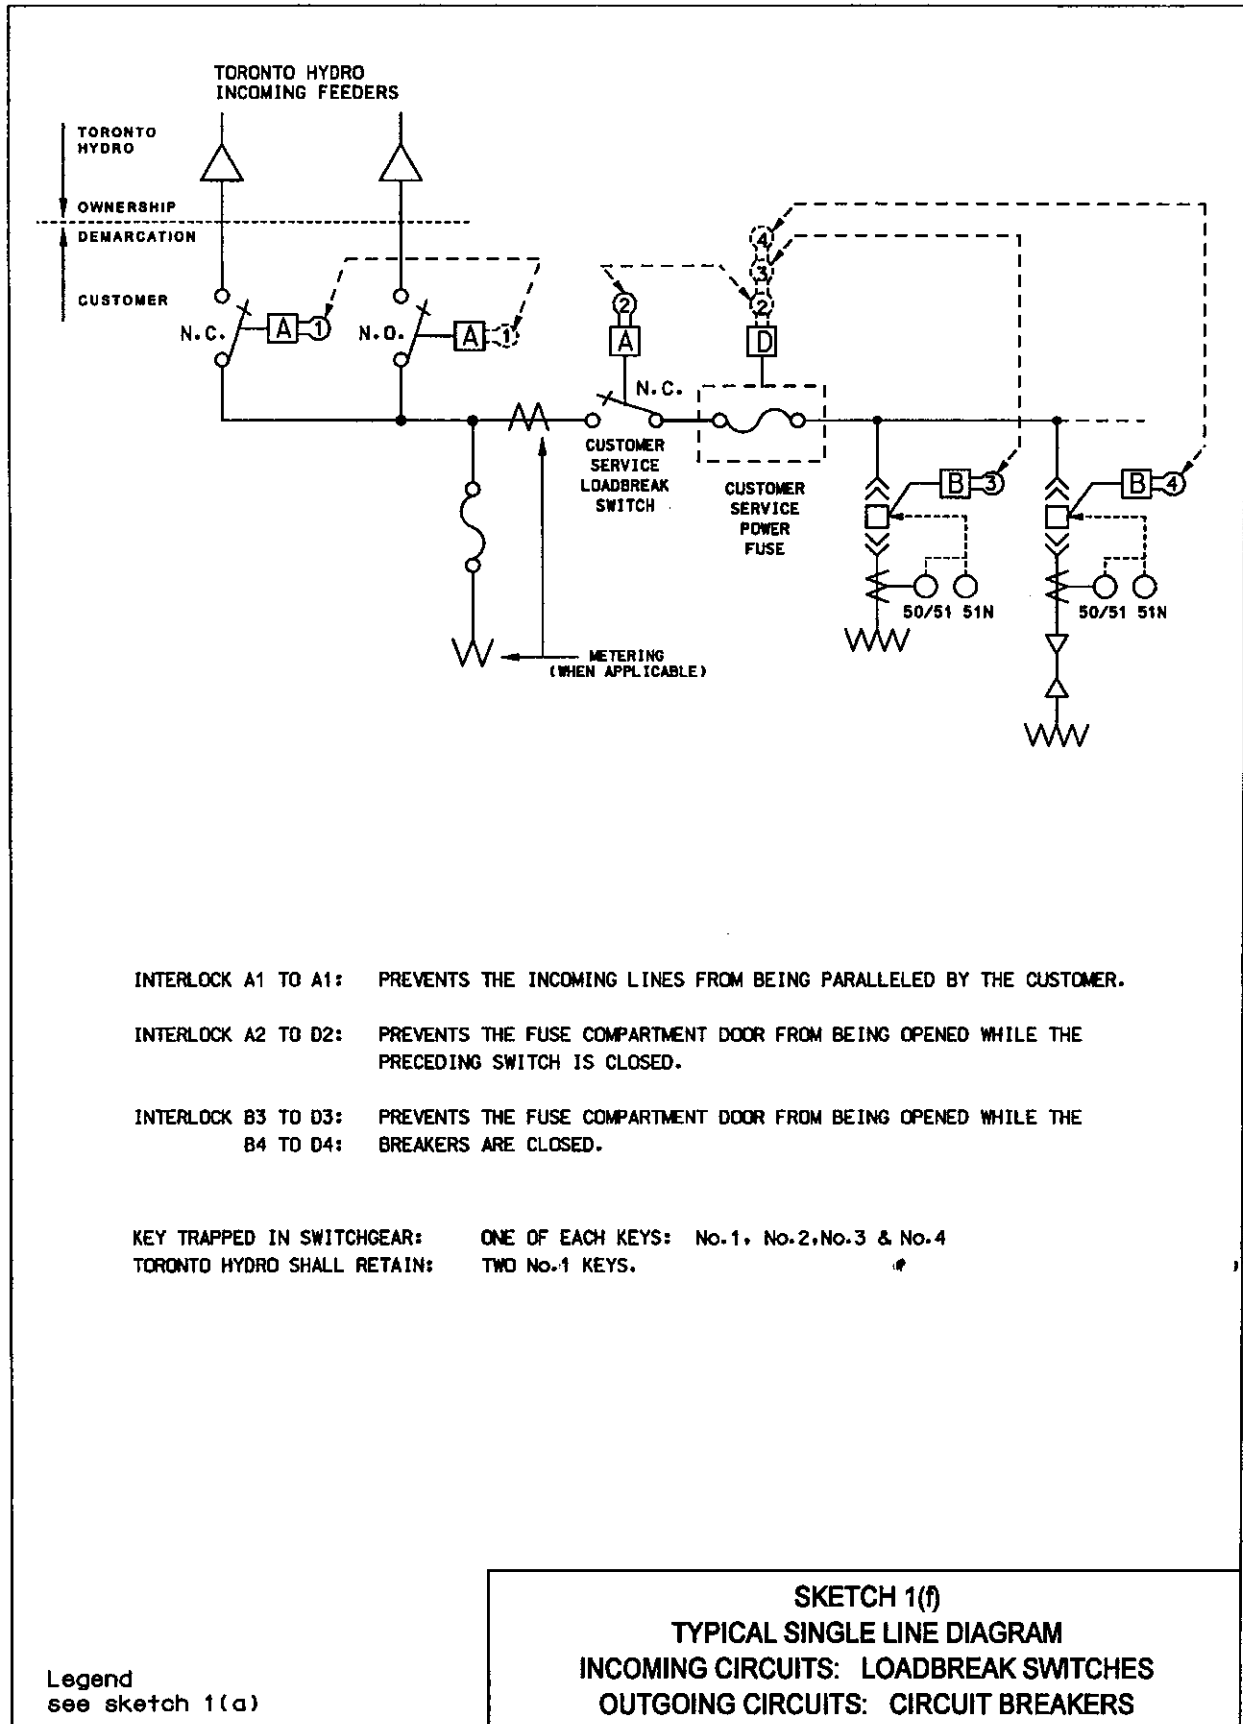 TORONTO HYDRO
INCOMING FEEDERS
TORONTO
HYDRO
OWNERSHIP
DEMARCATION
CUSTOMER
N.C.
A
1
N.O.
A
1
2
A
N.C.
4
3
2
D
CUSTOMER
SERVICE
LOADBREAK
SWITCH
CUSTOMER
SERVICE
POWER
FUSE
B
3
B
4
50/51 51N
50/51 51N
METERING
(WHEN APPLICABLE)
INTERLOCK A1 TO A1: PREVENTS THE INCOMING LINES FROM BEING PARALLELED BY THE CUSTOMER.
INTERLOCK A2 TO D2: PREVENTS THE FUSE COMPARTMENT DOOR FROM BEING OPENED WHILE THE
PRECEDING SWITCH IS CLOSED.
INTERLOCK B3 TO D3: PREVENTS THE FUSE COMPARTMENT DOOR FROM BEING OPENED WHILE THE
B4 TO D4: BREAKERS ARE CLOSED.
KEY TRAPPED IN SWITCHGEAR: ONE OF EACH KEYS: No.1, No.2,No.3 & No.4
TORONTO HYDRO SHALL RETAIN: TWO No.1 KEYS.
Legend
see sketch 1(a)
SKETCH 1(f)
TYPICAL SINGLE LINE DIAGRAM
INCOMING CIRCUITS: LOADBREAK SWITCHES
OUTGOING CIRCUITS: CIRCUIT BREAKERS